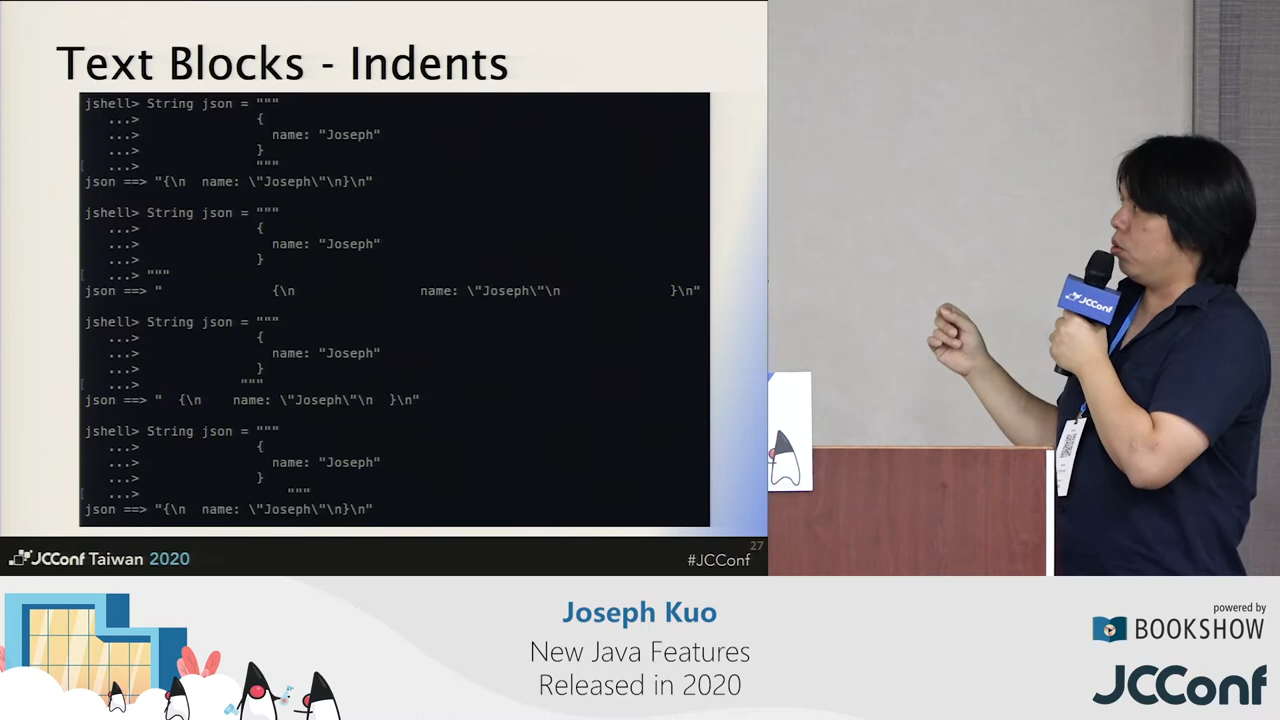 Text Blocks - Indents
jshell> String json = """
...> {
...> name: "Joseph"
...> }
[ ...> """
json ==> "{\n name: \"Joseph\"\n}\n"
jshell> String json = """
...> {
...> name: "Joseph"
...> }
[ ...> """
json ==> " {\n name: \"Joseph\"\n }\n"
jshell> String json = """
...> {
...> name: "Joseph"
...> }
[ ...> """
json ==> " {\n name: \"Joseph\"\n }\n"
jshell> String json = """
...> {
...> name: "Joseph"
...> }
[ ...> """
json ==> "{\n name: \"Joseph\"\n}\n"
27
JCConf Taiwan 2020
#JCConf
JCConf
Joseph Kuo
New Java Features
Released in 2020
powered by
BOOKSHOW
JCConf